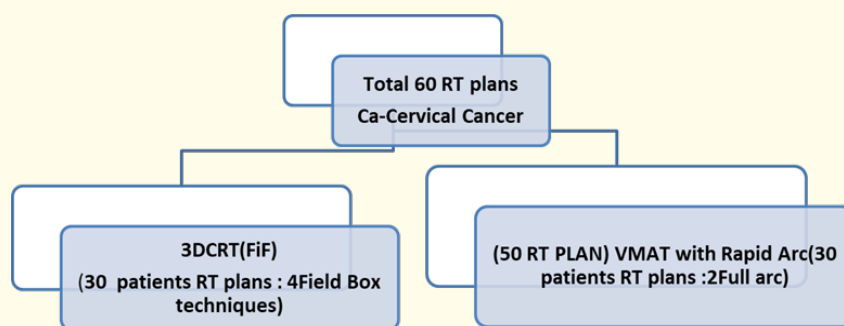 Total 60 RT plans
Ca-Cervical Cancer
3DCRT(FiF)
(30 patients RT plans : 4Field Box
techniques)
(50 RT PLAN) VMAT with Rapid Arc(30
patients RT plans :2Full arc)